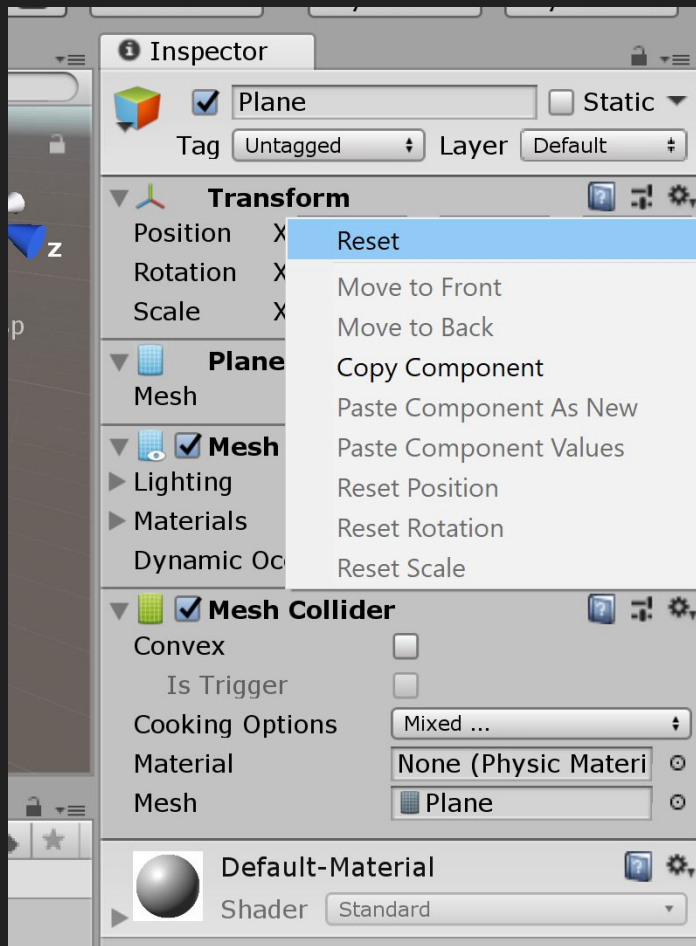 Inspector
Plane
Static
Tag Untagged Layer Default
Transform
Position X
Rotation X
Scale X
z
p
Reset
Move to Front
Move to Back
Copy Component
Paste Component As New
Paste Component Values
Reset Position
Reset Rotation
Reset Scale
Plane
Mesh
Mesh
Lighting
Materials
Dynamic Oc
Mesh Collider
Convex
Is Trigger
Cooking Options Mixed ...
Material None (Physic Materi
Mesh Plane
Default-Material
Shader Standard